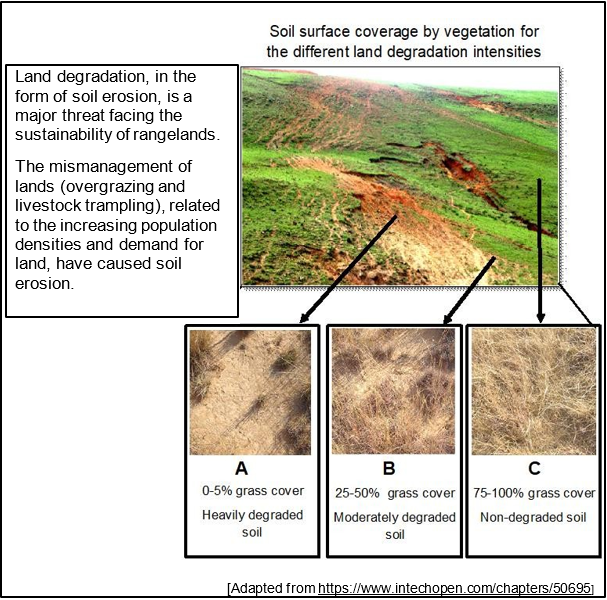 Soil surface coverage by vegetation for
the different land degradation intensities
Land degradation, in the
form of soil erosion, is a
major threat facing the
sustainability of rangelands.
The mismanagement of
lands (overgrazing and
livestock trampling), related
to the increasing population
densities and demand for
land, have caused soil
erosion.
A
0-5% grass cover
Heavily degraded
soil
B
25-50% grass cover
Moderately degraded
soil
C
75-100% grass cover
Non-degraded soil
[Adapted from https://www.intechopen.com/chapters/50695]